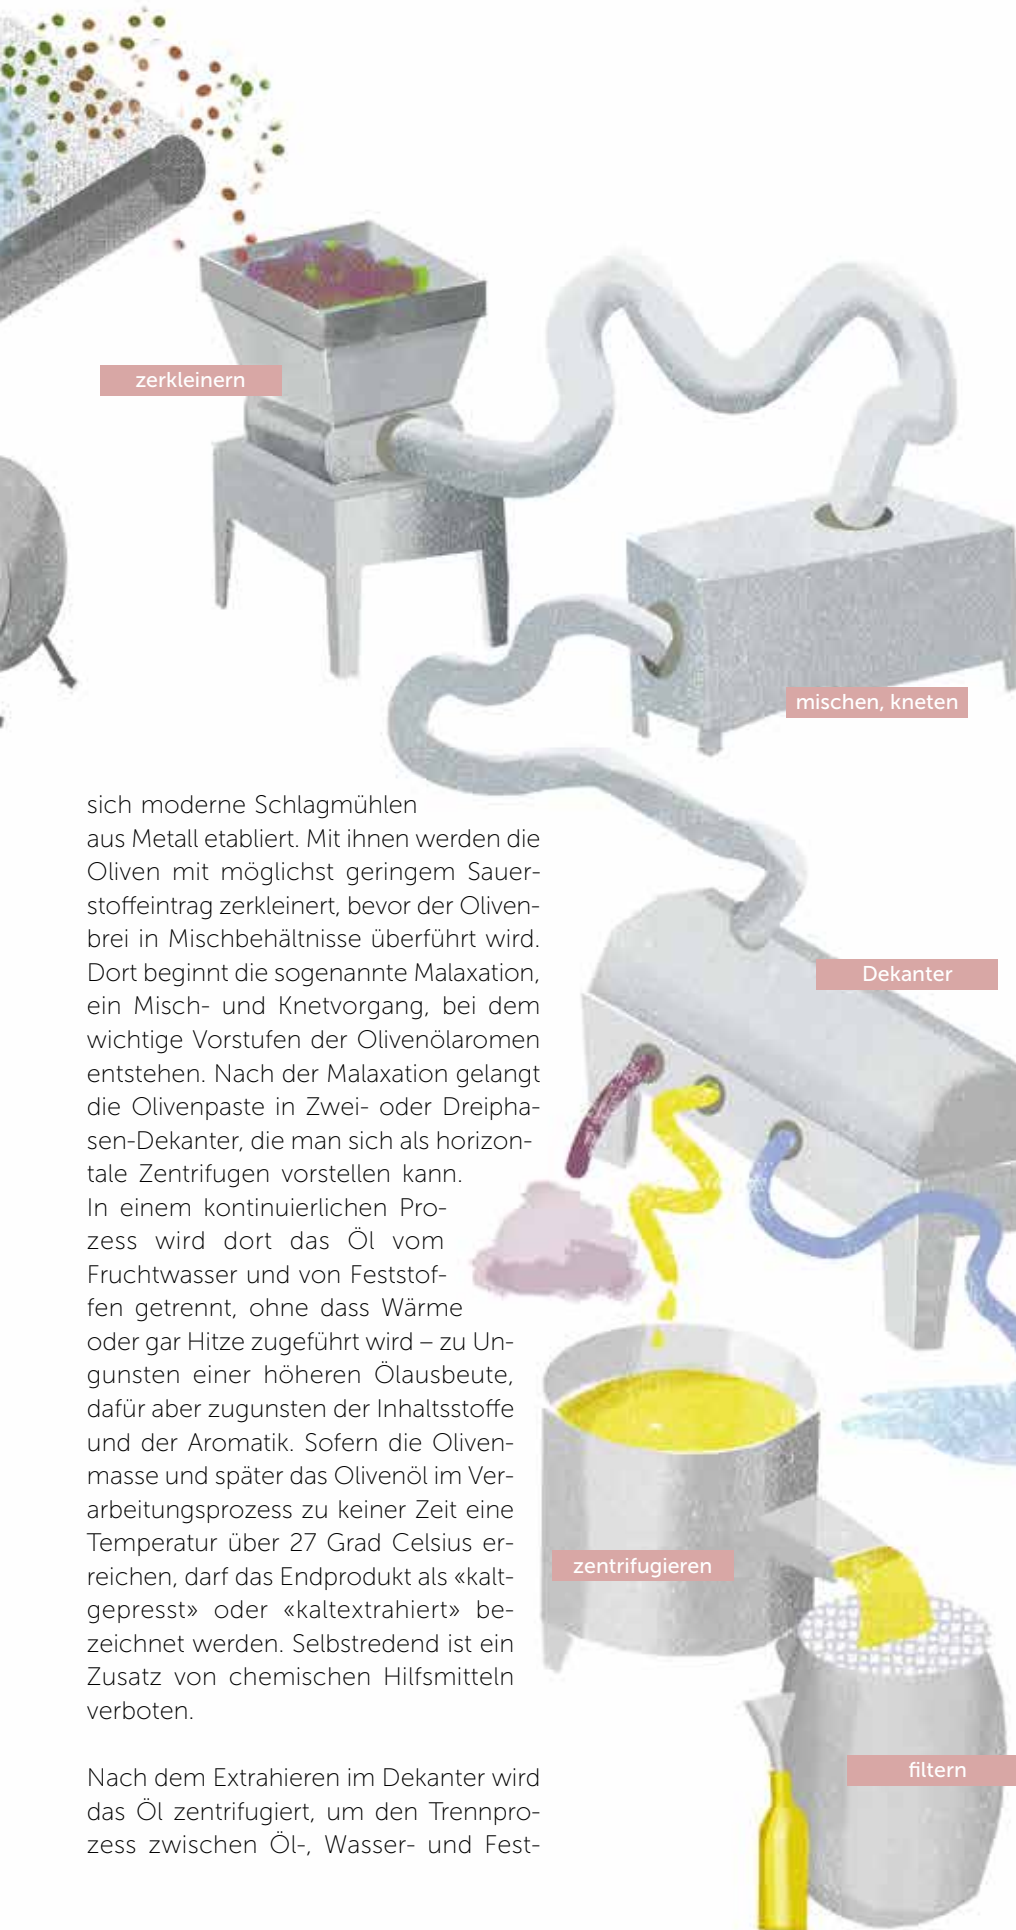 zerkleinern
mischen, kneten
sich moderne Schlagmühlen
aus Metall etabliert. Mit ihnen werden die
Oliven mit möglichst geringem Sauer-
stoffeintrag zerkleinert, bevor der Oliven-
brei in Mischbehältnisse überführt wird.
Dort beginnt die sogenannte Malaxation,
ein Misch- und Knetvorgang, bei dem
wichtige Vorstufen der Olivenölaromen
entstehen. Nach der Malaxation gelangt
die Olivenpaste in Zwei- oder Dreipha-
sen-Dekanter, die man sich als horizon-
tale Zentrifugen vorstellen kann.
In einem kontinuierlichen Pro-
zess wird dort das Öl vom
Fruchtwasser und von Feststof-
fen getrennt, ohne dass Wärme
oder gar Hitze zugeführt wird – zu Un-
gunsten einer höheren Ölausbeute,
dafür aber zugunsten der Inhaltsstoffe
und der Aromatik. Sofern die Oliven-
masse und später das Olivenöl im Ver-
arbeitungsprozess zu keiner Zeit eine
Temperatur über 27 Grad Celsius er-
reichen, darf das Endprodukt als «kalt-
gepresst» oder «kaltextrahiert» be-
zeichnet werden. Selbstredend ist ein
Zusatz von chemischen Hilfsmitteln
verboten.
Nach dem Extrahieren im Dekanter wird
das Öl zentrifugiert, um den Trennpro-
zess zwischen Öl-, Wasser- und Fest-
Dekanter
zentrifugieren
filtern